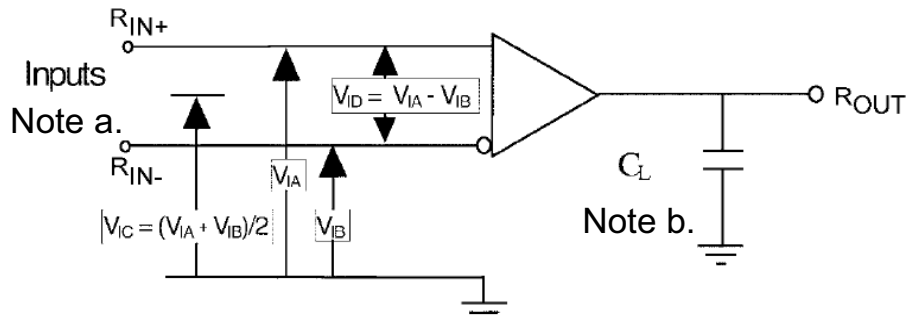 RIN+
Inputs
Note a.
VID = VIA - VIB
ROUT
RIN-
VIA
CL
VIC = (VIA + VIB)/2
VIB
Note b.